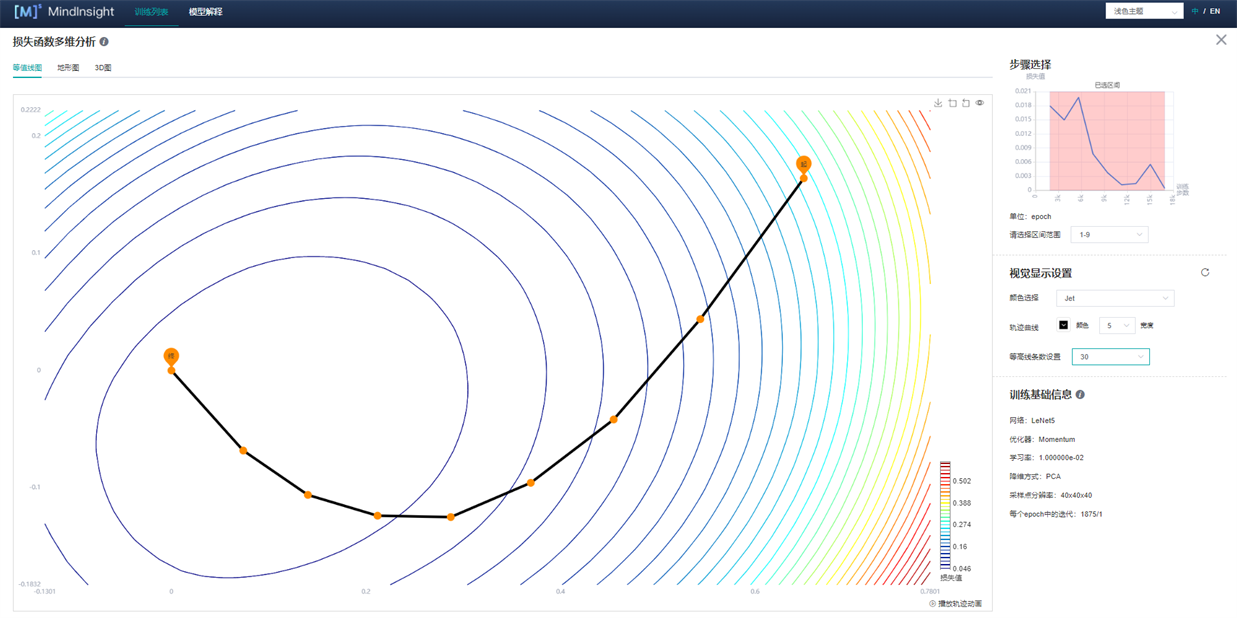 [M]s MindInsight 训练列表 模型解释 浅色主题 中 / EN
损失函数多维分析
等值线图 地形图 3D图
0.2222
0.2
0.1
0
-0.1
-0.1832
-0.1301 0 0.2 0.4 0.6 0.7801
起
终
0.502
0.388
0.274
0.16
0.046
损失值
播放轨迹动画
步骤选择
损失值
已选区间
0.021
0.018
0.015
0.012
0.009
0.006
0.003
0
0 3k 6k 9k 12k 15k 18k
训练
步数
单位: epoch
请选择区间范围 1-9
视觉显示设置
颜色选择 Jet
轨迹曲线 颜色 5 宽度
等高线条数设置 30
训练基础信息
网络: LeNet5
优化器: Momentum
学习率: 1.000000e-02
降维方式: PCA
采样点分辨率: 40x40x40
每个epoch中的迭代: 1875/1